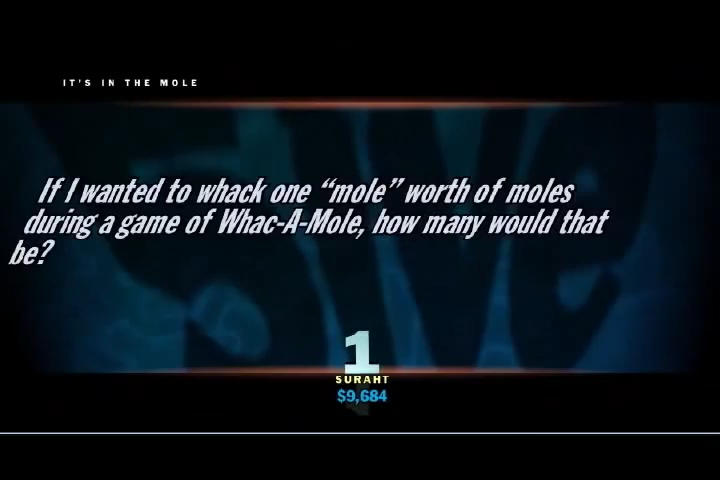 IT'S IN THE MOLE
If I wanted to whack one “mole” worth of moles
during a game of Whac-A-Mole, how many would that
be?
five
1
SURAHT
$9,684